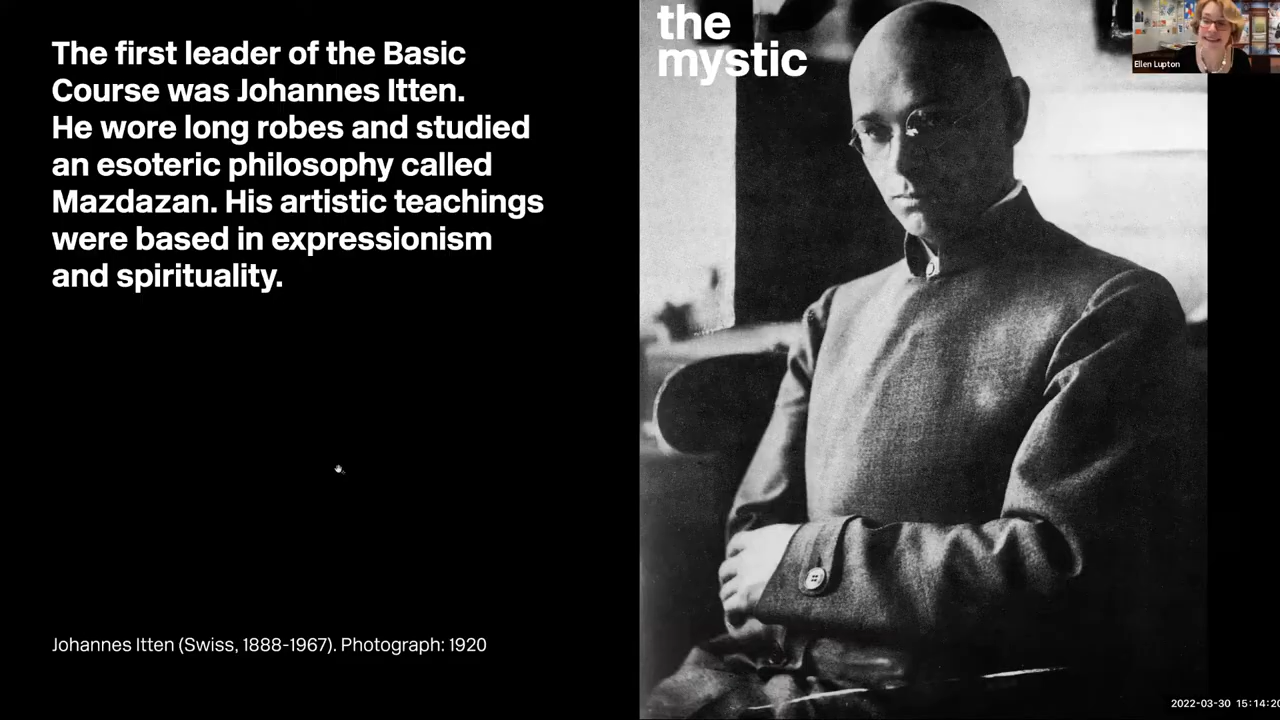 The first leader of the Basic
Course was Johannes Itten.
He wore long robes and studied
an esoteric philosophy called
Mazdazan. His artistic teachings
were based in expressionism
and spirituality.
Johannes Itten (Swiss, 1888-1967). Photograph: 1920
the
mystic
Ellen Lupton
2022-03-30 15:14:20